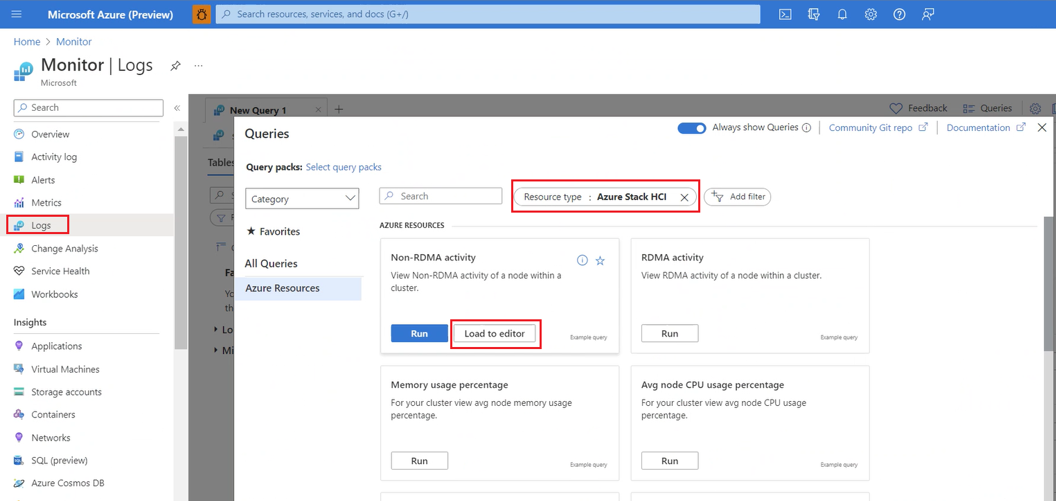 Microsoft Azure (Preview)
Search resources, services, and docs (G+/)
Home > Monitor
Monitor | Logs
Microsoft
Search
Overview
Activity log
Alerts
Metrics
Logs
Change Analysis
Service Health
Workbooks
Insights
Applications
Virtual Machines
Storage accounts
Containers
Networks
SQL (preview)
Azure Cosmos DB
New Query 1
Feedback
Queries
Tables
Queries
Always show Queries
Community Git repo
Documentation
Query packs: Select query packs
Category
Search
Resource type : Azure Stack HCI
Add filter
Favorites
All Queries
Azure Resources
AZURE RESOURCES
Non-RDMA activity
View Non-RDMA activity of a node within a
cluster.
Run
Load to editor
Example query
RDMA activity
View RDMA activity of a node within a cluster.
Run
Example query
Memory usage percentage
For your cluster view avg node memory usage
percentage.
Run
Example query
Avg node CPU usage percentage
For your cluster view avg node CPU usage
percentage.
Run
Example query